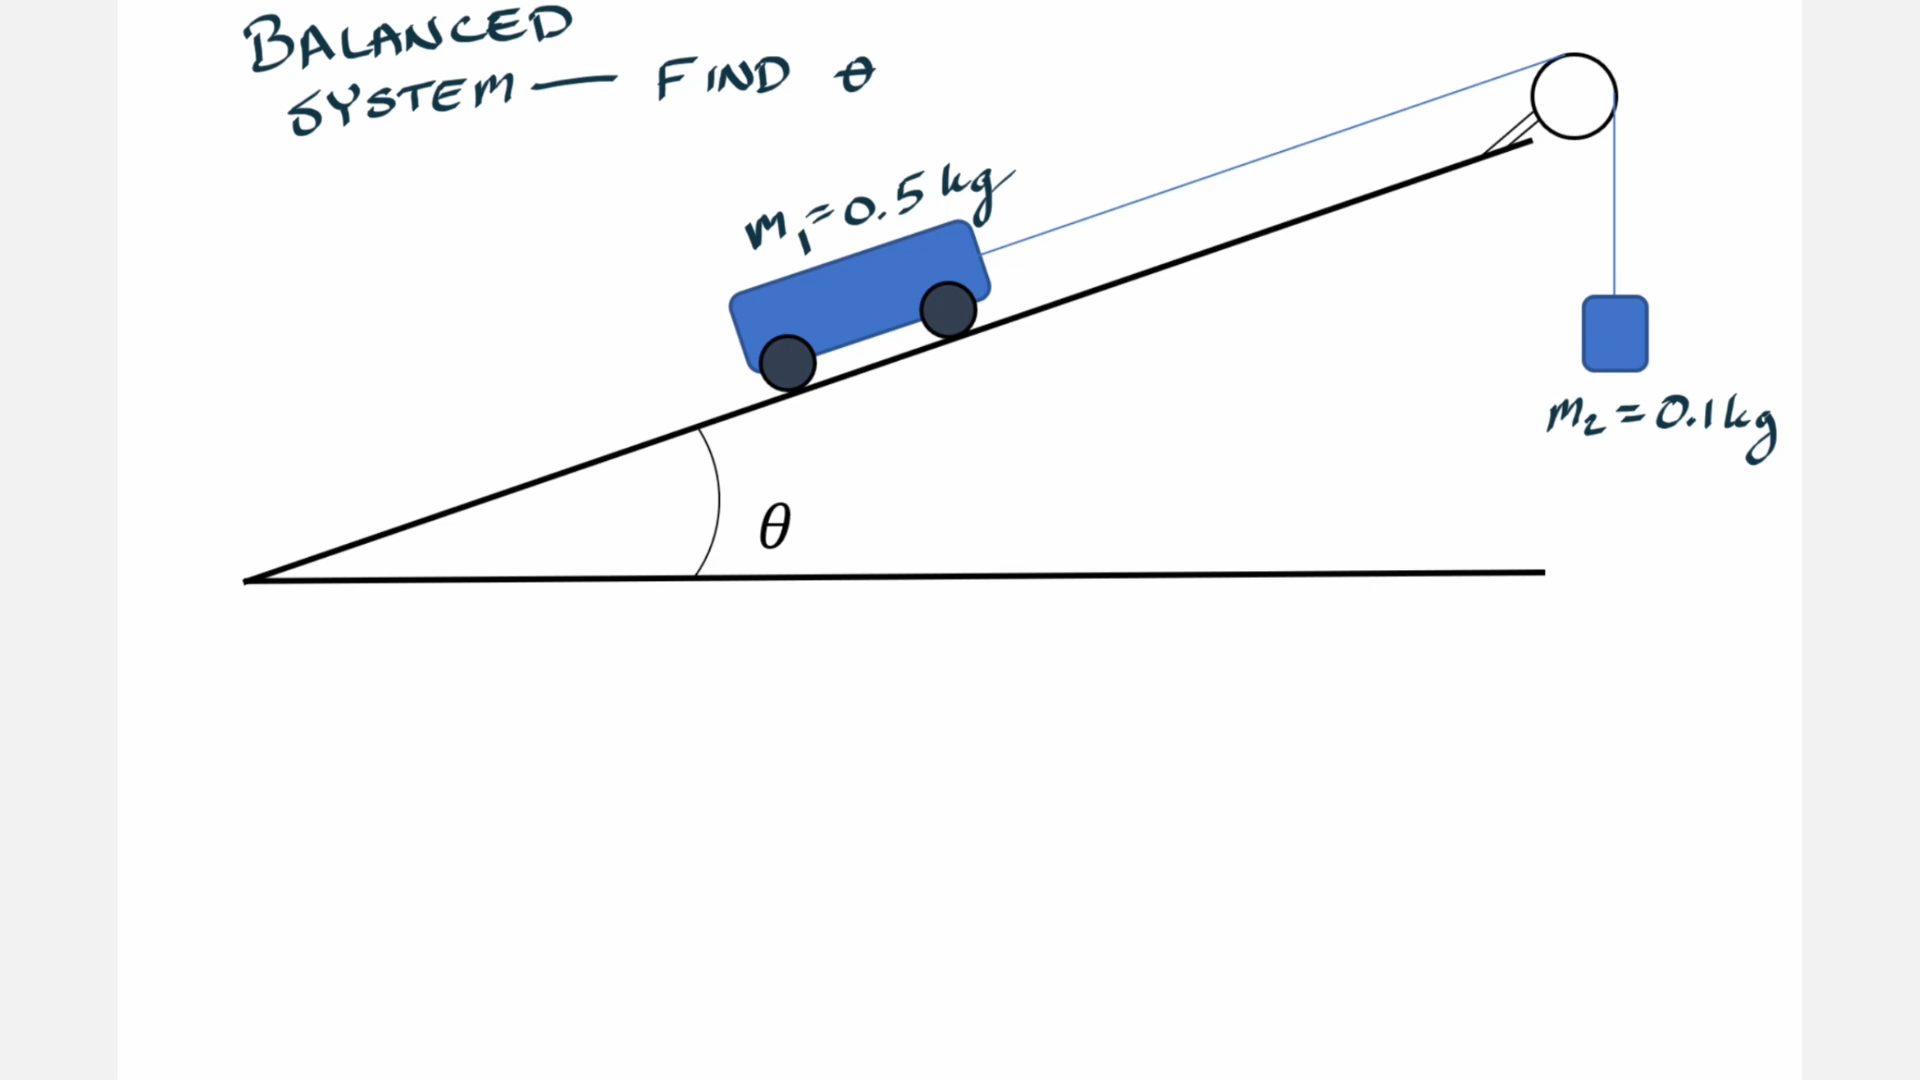 BALANCED
SYSTEM — FIND θ
m₁=0.5 kg
m₂=0.1kg
θ